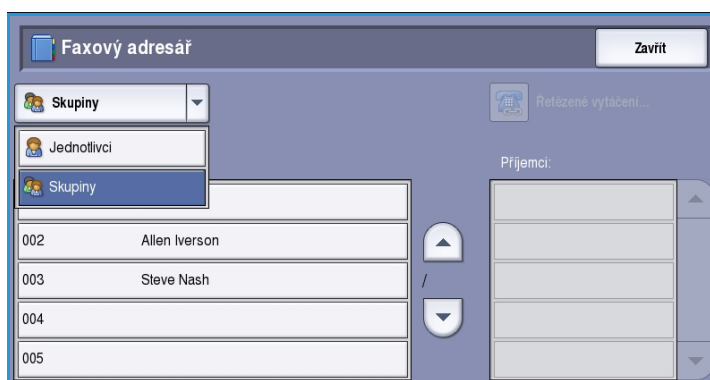 Faxový adresář
Zavřít
Skupiny
Řetězené vytáčení...
Jednotlivci
Příjemci:
Skupiny
002 Allen Iverson
003 Steve Nash
/
004
005